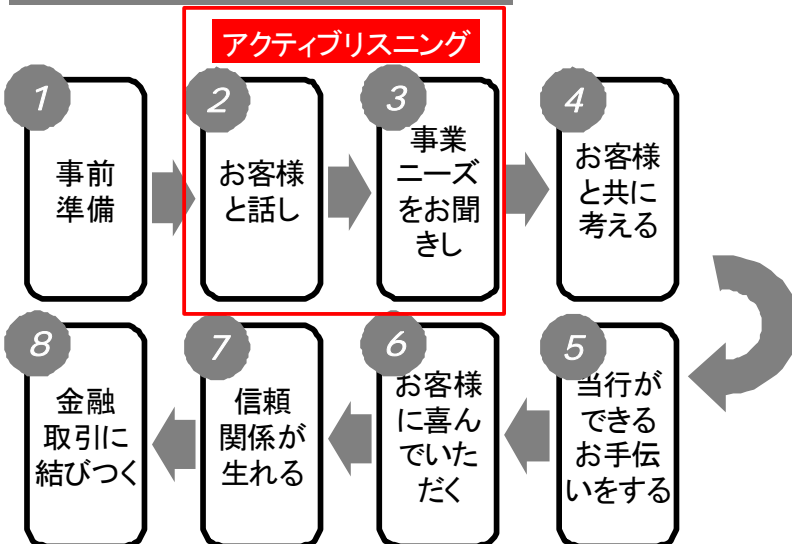 アクティブリスニング
1
事前
準備
2
お客様
と話し
3
事業
ニーズ
をお聞
きし
4
お客様
と共に
考える
5
当行が
できる
お手伝
いをする
6
お客様
に喜ん
でいた
だく
7
信頼
関係が
生れる
8
金融
取引に
結びつく